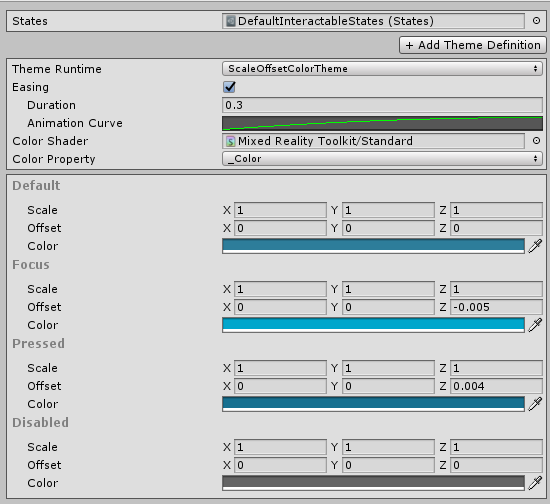 States DefaultInteractableStates (States)
+ Add Theme Definition
Theme Runtime ScaleOffsetColorTheme
Easing
Duration 0.3
Animation Curve
Color Shader Mixed Reality Toolkit/Standard
Color Property _Color
Default
Scale X 1 Y 1 Z 1
Offset X 0 Y 0 Z 0
Color
Focus
Scale X 1 Y 1 Z 1
Offset X 0 Y 0 Z -0.005
Color
Pressed
Scale X 1 Y 1 Z 1
Offset X 0 Y 0 Z 0.004
Color
Disabled
Scale X 1 Y 1 Z 1
Offset X 0 Y 0 Z 0
Color